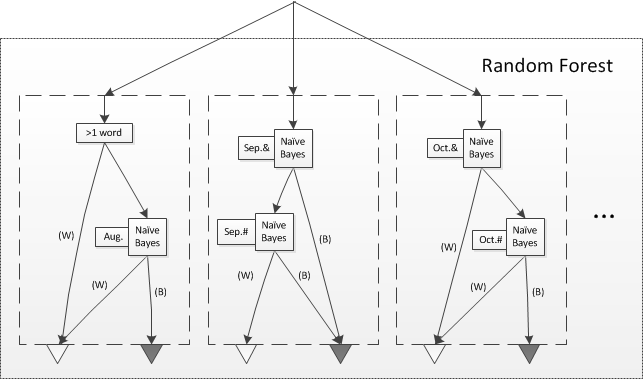 Random Forest
>1 word
Naïve
Bayes
Aug.
(W)
(W)
(B)
Sep.&
Naïve
Bayes
Sep.#
Naïve
Bayes
(B)
(W)
(B)
Oct.&
Naïve
Bayes
Oct.#
Naïve
Bayes
(W)
(W)
(B)
...